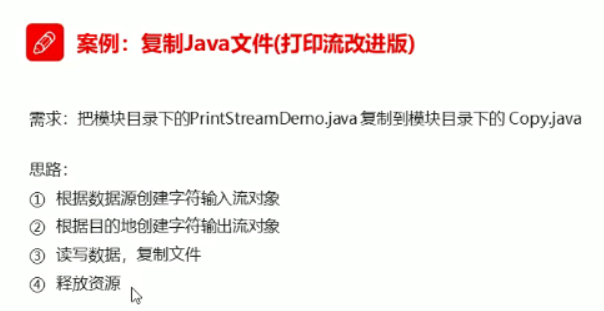 案例：复制Java文件(打印流改进版)
需求：把模块目录下的PrintStreamDemo.java 复制到模块目录下的 Copy.java
思路：
① 根据数据源创建字符输入流对象
② 根据目的地创建字符输出流对象
③ 读写数据，复制文件
④ 释放资源